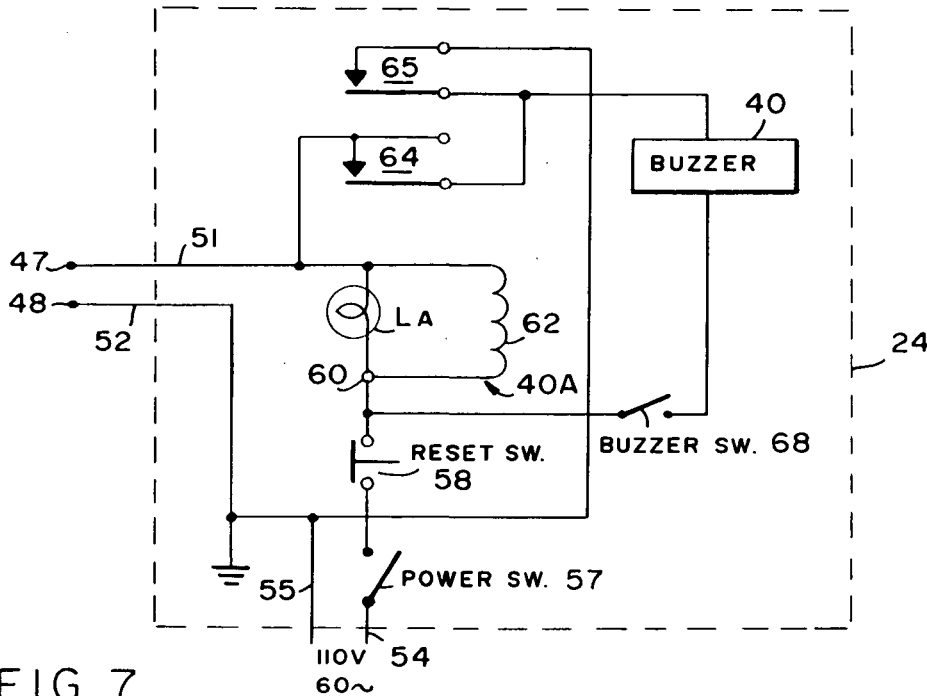 65
40
BUZZER
64
47
51
48
52
LA
62
24
60
40A
BUZZER SW. 68
RESET SW.
58
55
POWER SW. 57
110V
54
60~
FIG 7